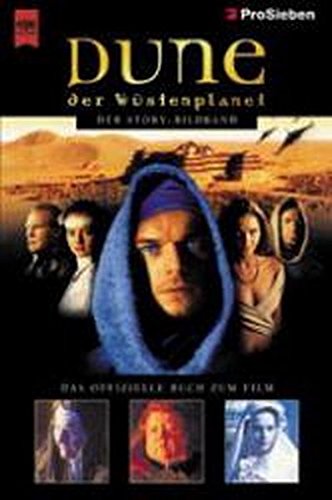 ProSieben
DUNE
der Wüstenplanet
DER STORY-BILDBAND
DAS OFFIZIELLE BUCH ZUM FILM